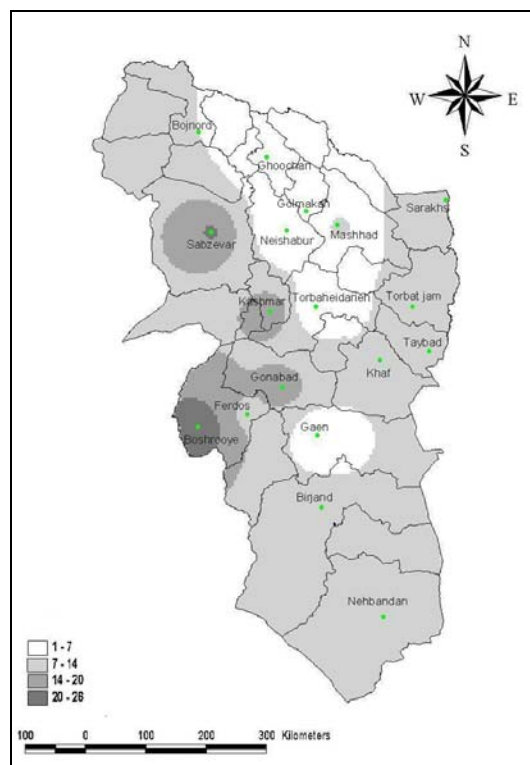 N
W E
S
Bojnord
Ghoochan
Golmakan
Sarakhs
Mashhad
Neishabur
Sabzevar
Torbaheidarieh
Torbat jam
Kashmar
Taybad
Khaf
Gonabad
Ferdos
Gaen
Boshrooye
Birjand
Nehbandan
1 - 7
7 - 14
14 - 20
20 - 26
100 0 100 200 300 Kilometers